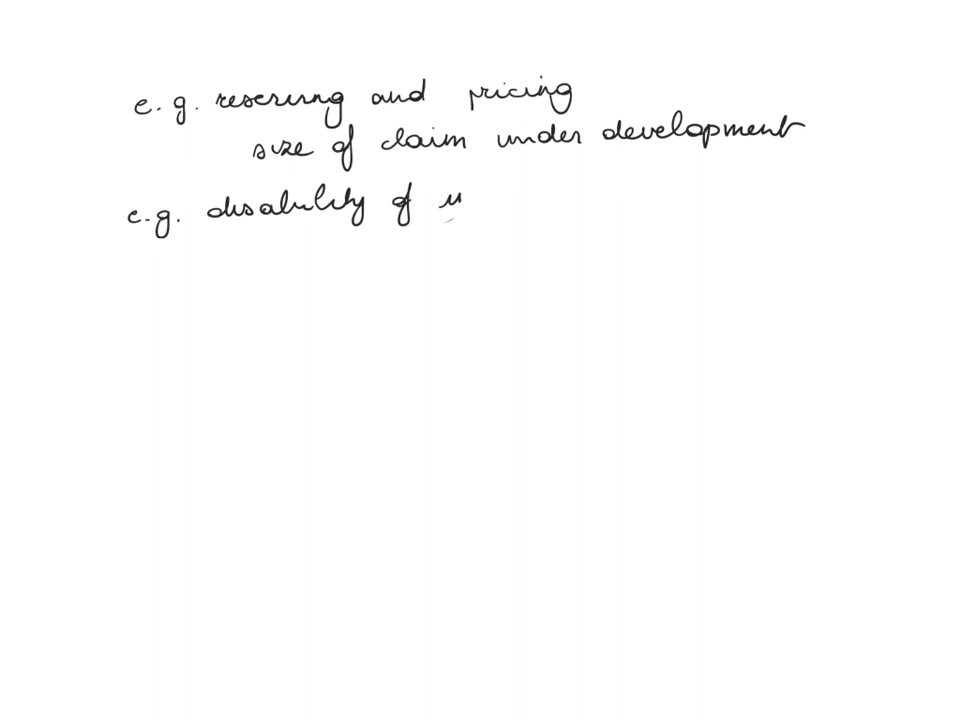 e.g. reserving and pricing
size of claim under development
e.g. disability of